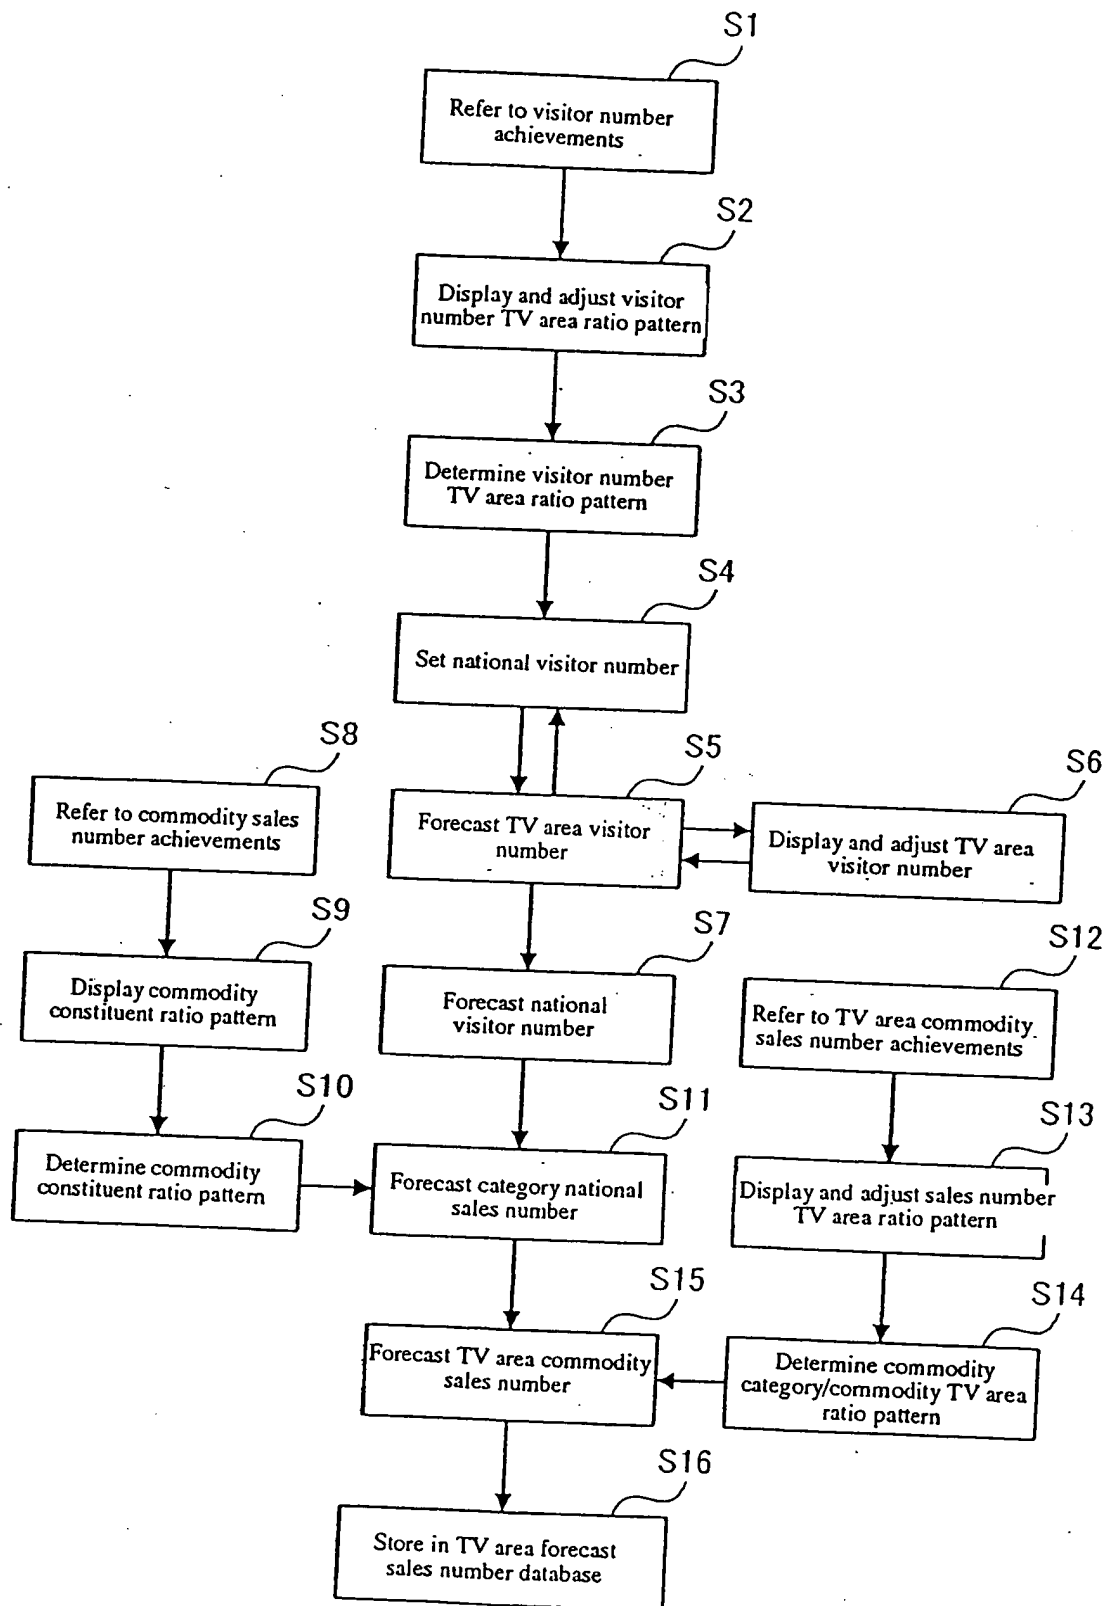 S1
Refer to visitor number
achievements
S2
Display and adjust visitor
number TV area ratio pattern
S3
Determine visitor number
TV area ratio pattern
S4
Set national visitor number
S8
Refer to commodity sales
number achievements
S5
Forecast TV area visitor
number
S6
Display and adjust TV area
visitor number
S9
Display commodity
constituent ratio pattern
S7
Forecast national
visitor number
S12
Refer to TV area commodity
sales number achievements
S10
Determine commodity
constituent ratio pattern
S11
Forecast category national
sales number
S13
Display and adjust sales number
TV area ratio pattern
S15
Forecast TV area commodity
sales number
S14
Determine commodity
category/commodity TV area
ratio pattern
S16
Store in TV area forecast
sales number database